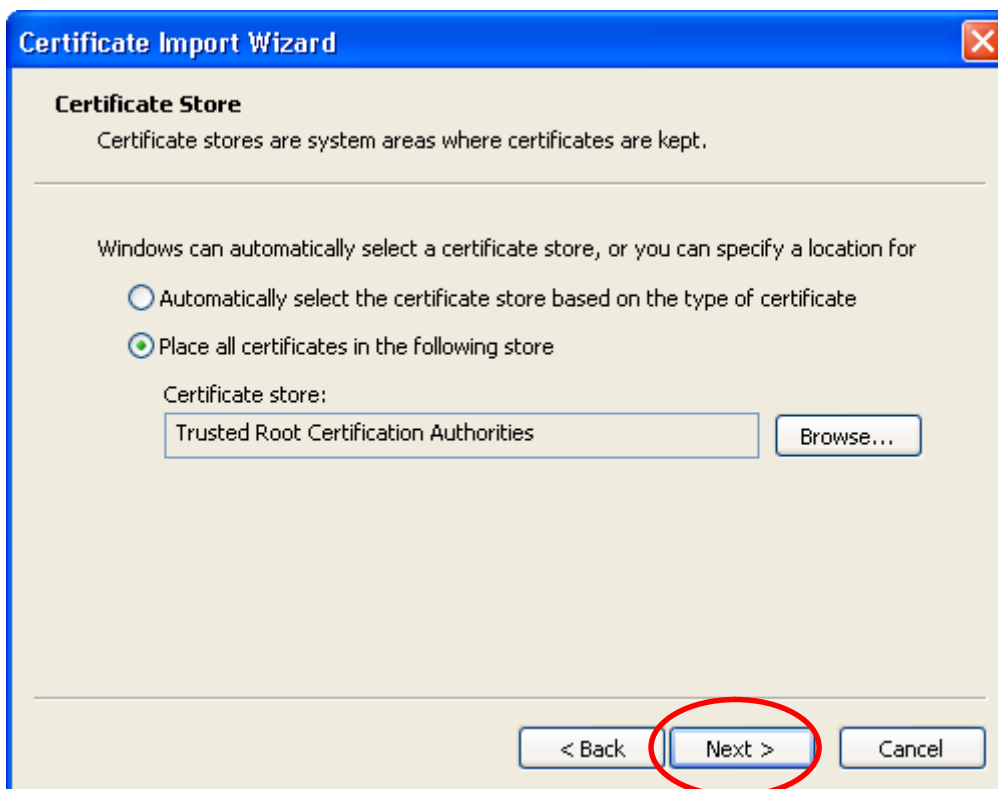 Certificate Import Wizard
Certificate Store
Certificate stores are system areas where certificates are kept.
Windows can automatically select a certificate store, or you can specify a location for
Automatically select the certificate store based on the type of certificate
Place all certificates in the following store
Certificate store:
Trusted Root Certification Authorities
Browse...
< Back
Next >
Cancel